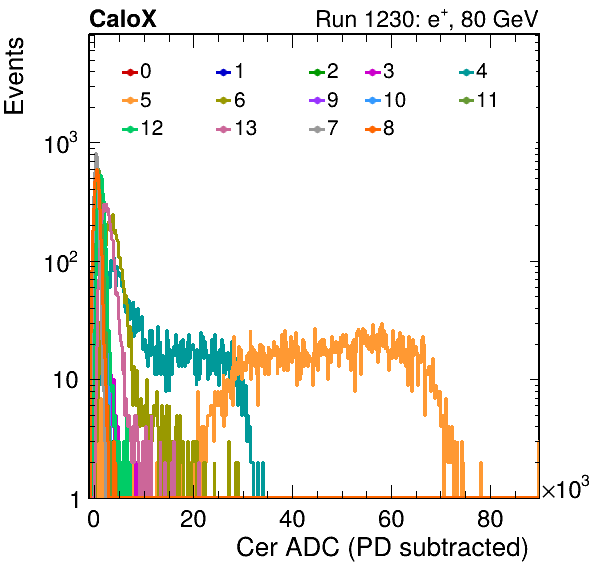 CaloX Run 1230: e⁺, 80 GeV
Events
0 1 2 3 4
5 6 9 10 11
12 13 7 8
10³
10²
10
1
0 20 40 60 80 ×10³
Cer ADC (PD subtracted)